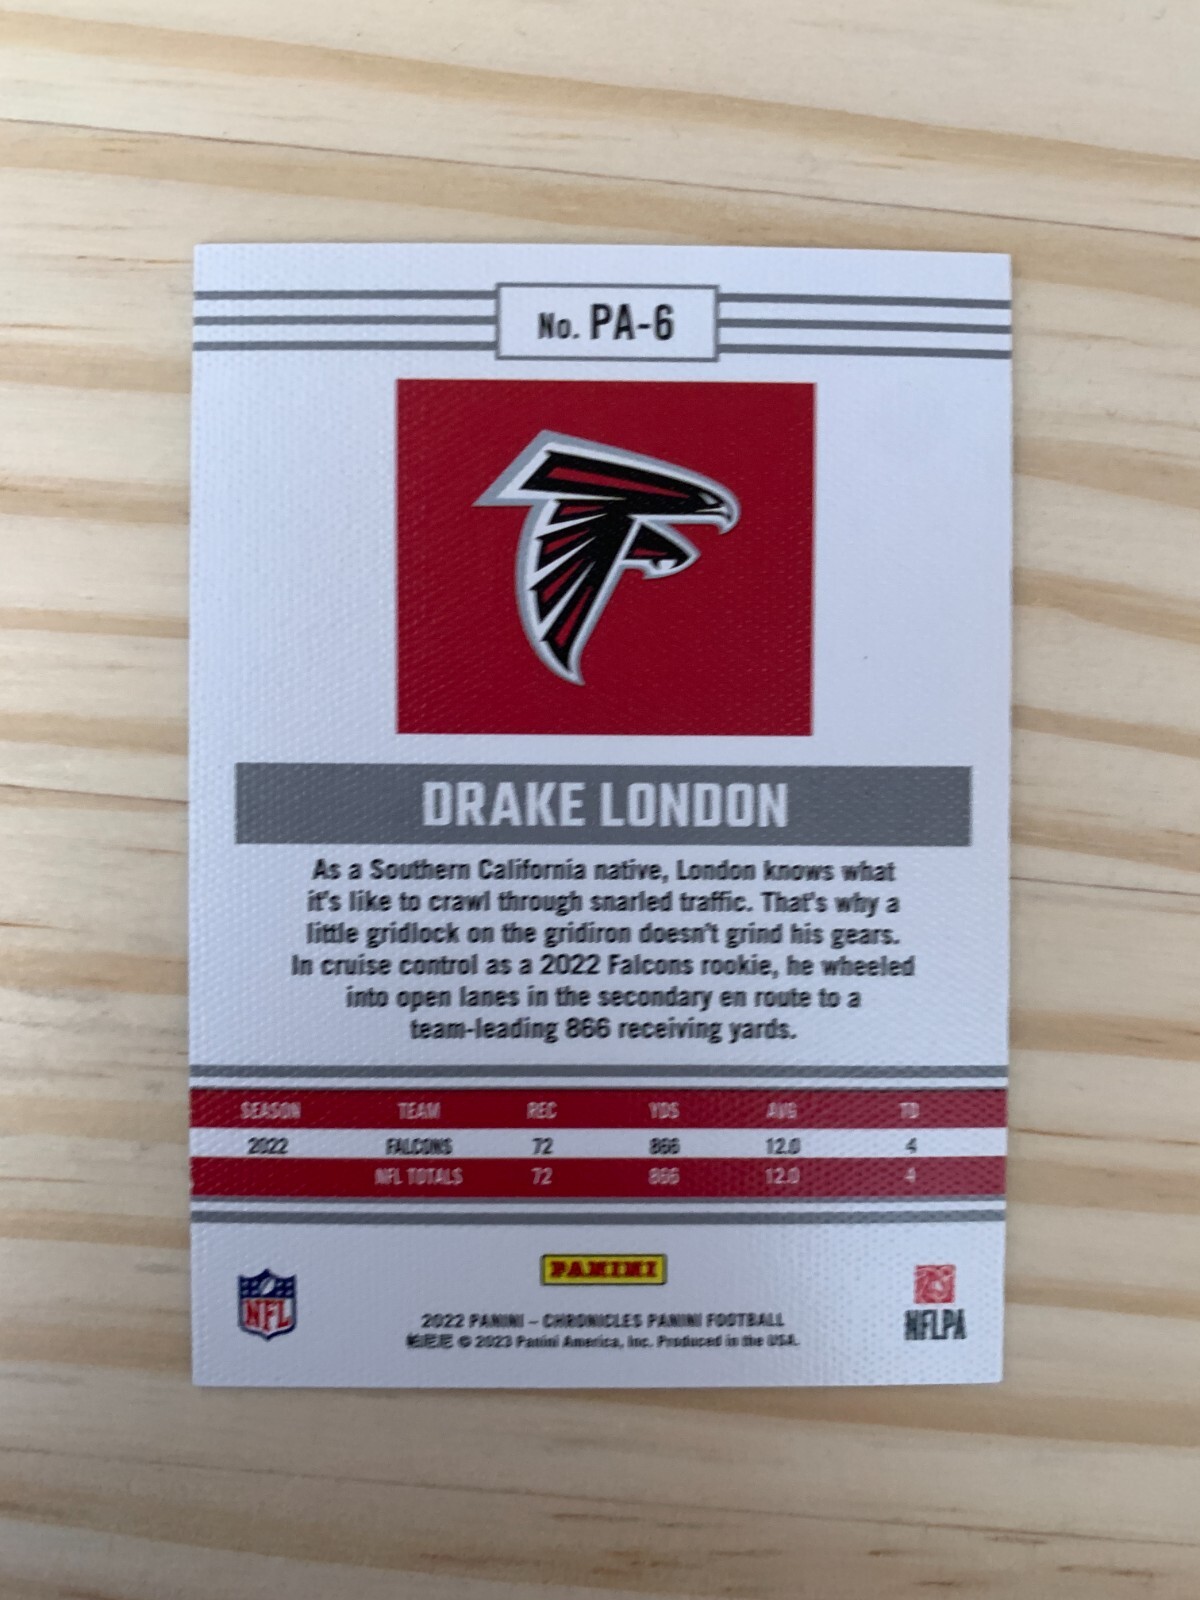 No. PA-6
DRAKE LONDON
As a Southern California native, London knows what
it's like to crawl through snarled traffic. That's why a
little gridlock on the gridiron doesn't grind his gears.
In cruise control as a 2022 Falcons rookie, he wheeled
into open lanes in the secondary en route to a
team-leading 866 receiving yards.
SEASON TEAM REC YDS AVG TD
2022 FALCONS 72 866 12.0 4
NFL TOTALS 72 866 12.0 4
NFL
PANINI
NFLPA
2022 PANINI – CHRONICLES PANINI FOOTBALL
帕尼尼 © 2023 Panini America, Inc. Produced in the USA.